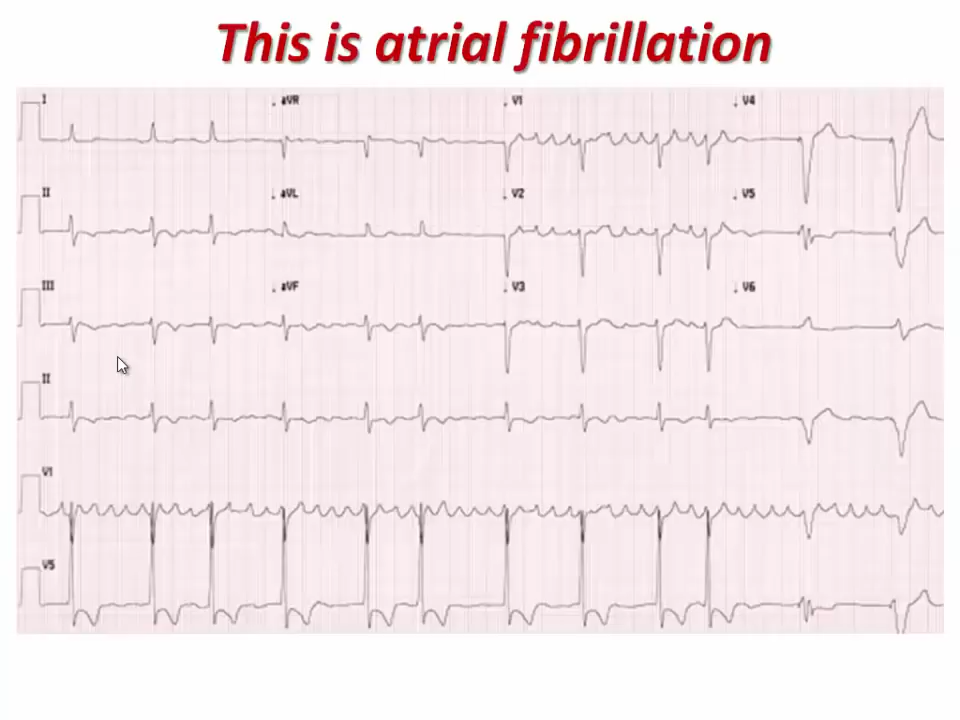 This is atrial fibrillation
I aVR V1 V4
II aVL V2 V5
III aVF V3 V6
II
V1
V5